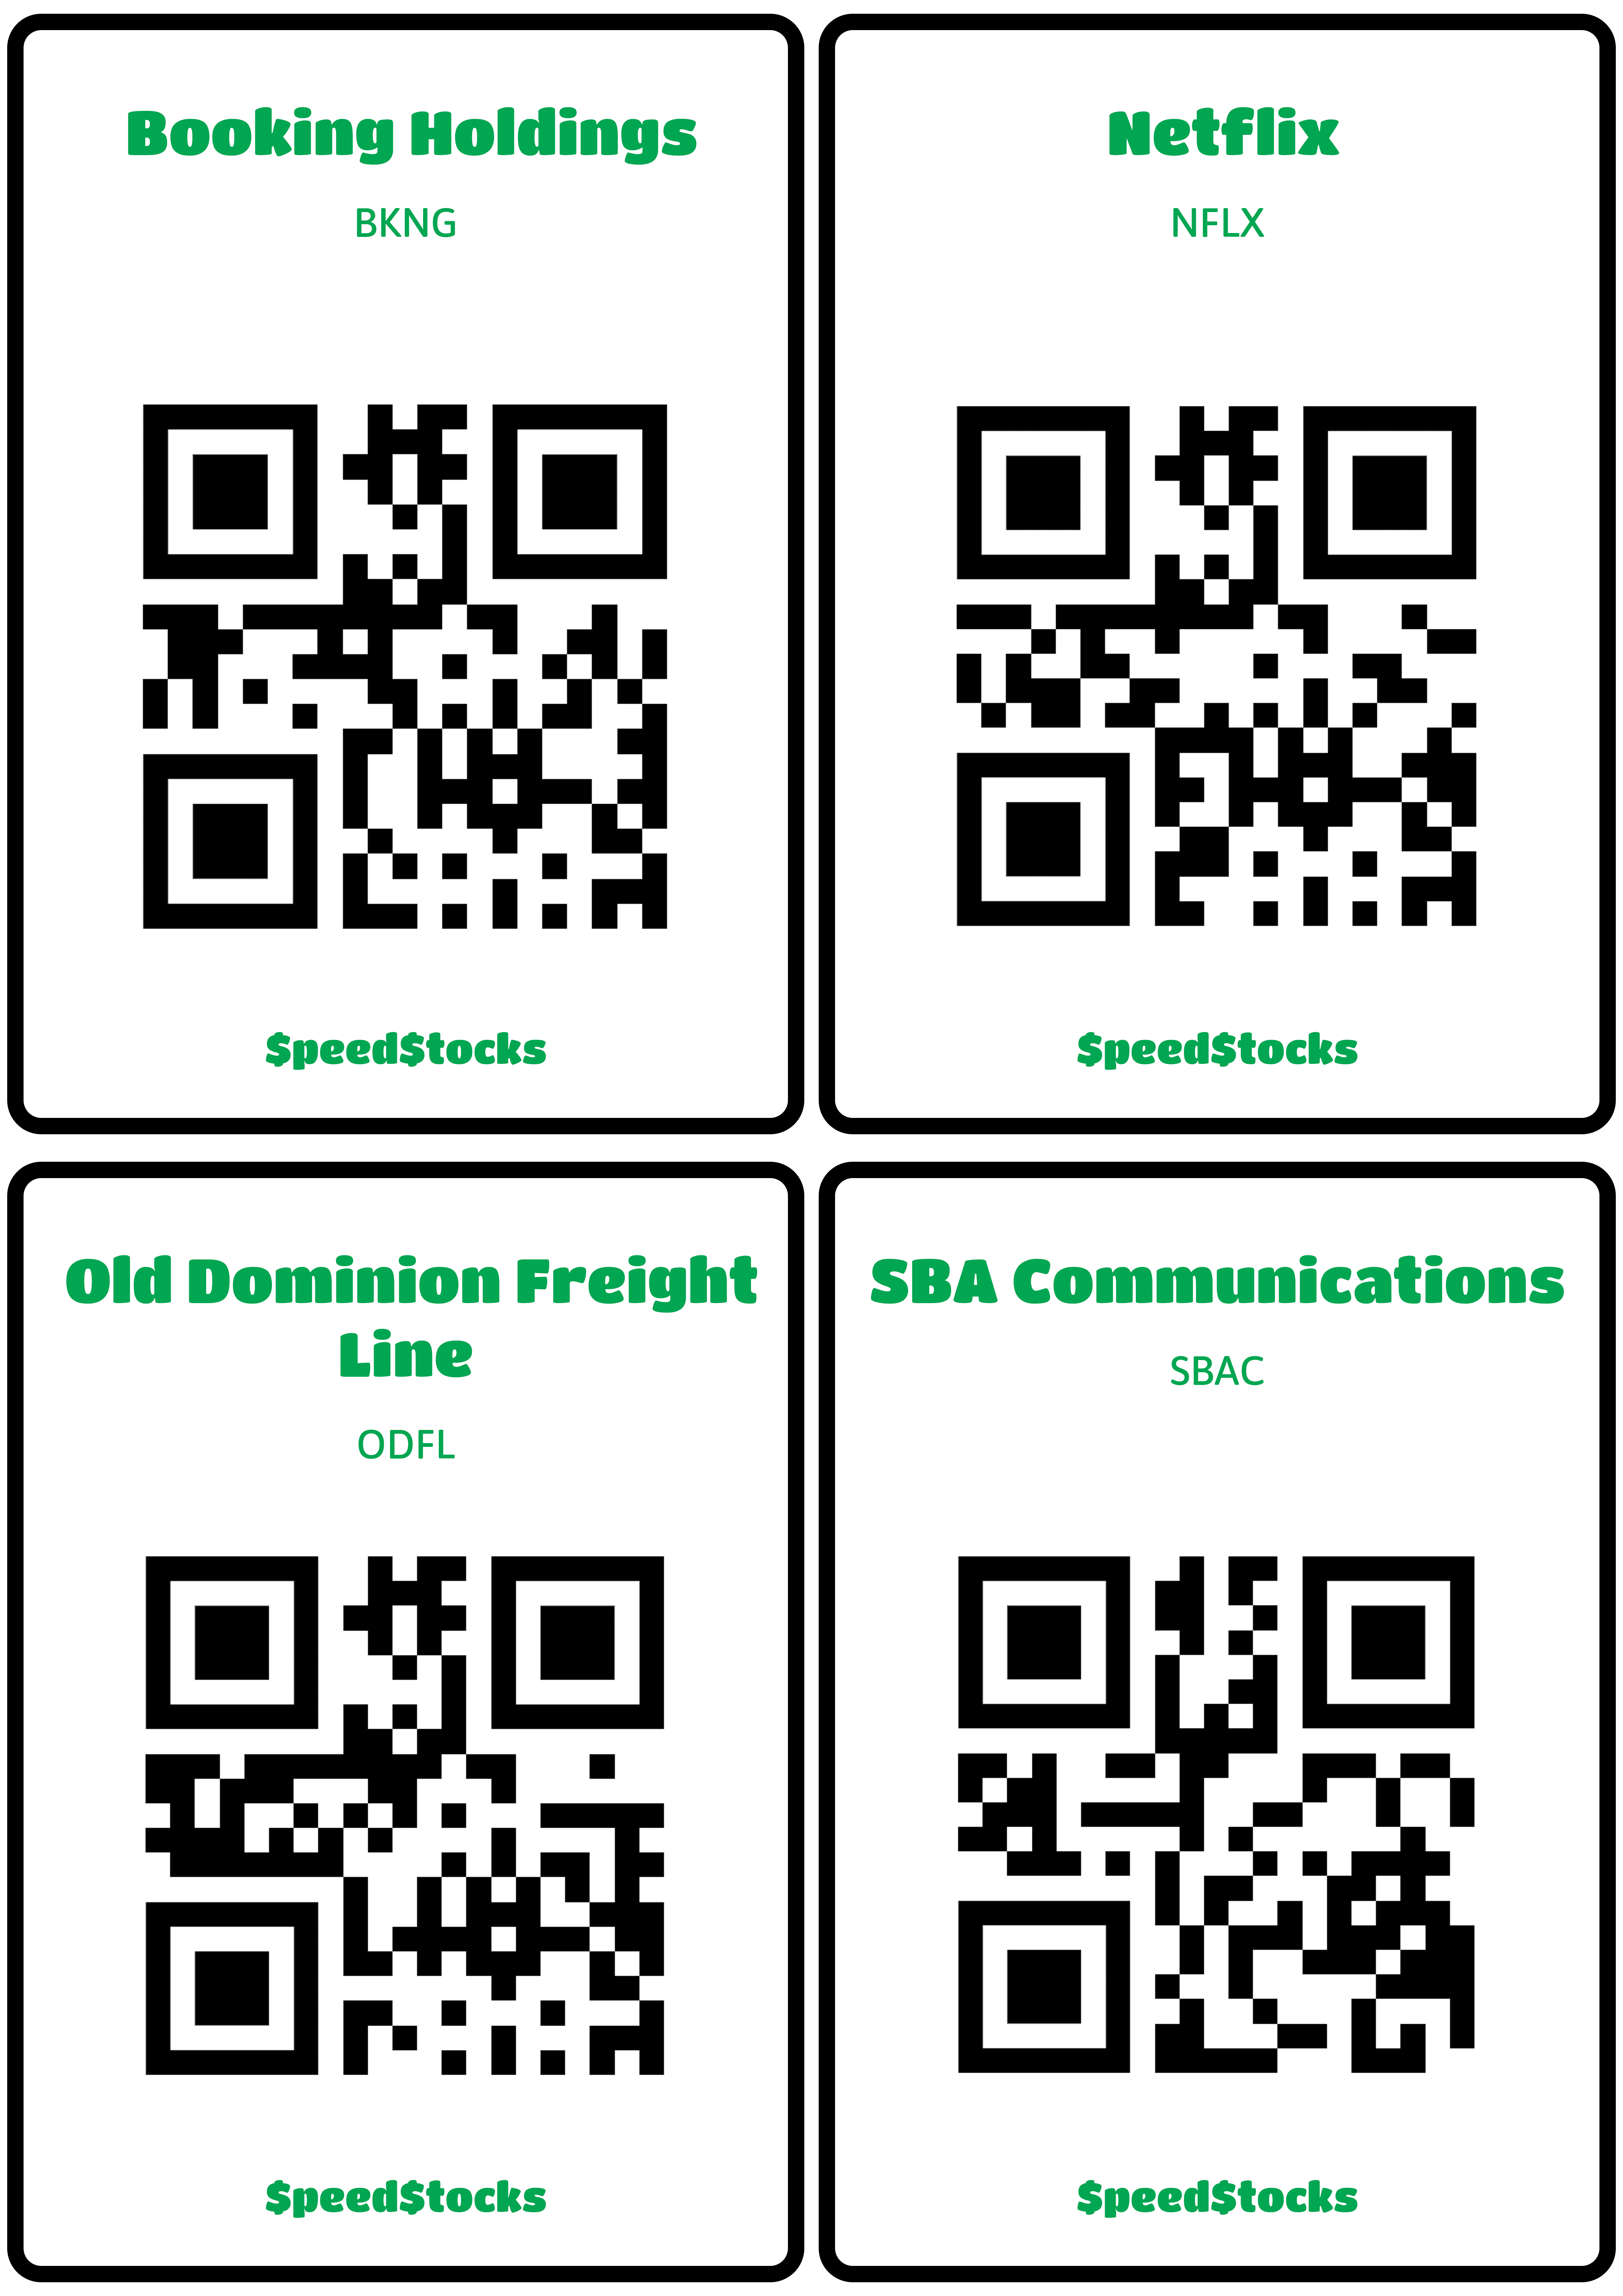 Booking Holdings
BKNG
$peed$tocks
Netflix
NFLX
$peed$tocks
Old Dominion Freight
Line
ODFL
$peed$tocks
SBA Communications
SBAC
$peed$tocks